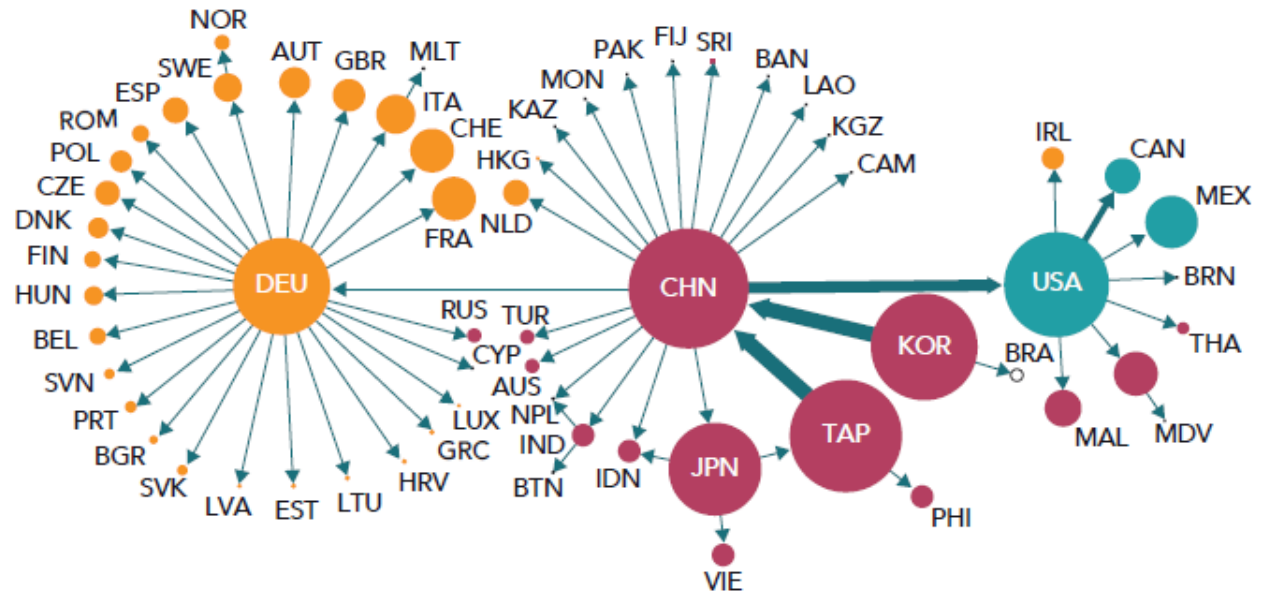 NOR
SWE
AUT
GBR
MLT
ESP
ITA
ROM
CHE
POL
CZE
FRA
DNK
FIN
HUN
DEU
BEL
SVN
PRT
BGR
SVK
LVA
EST
LTU
HRV
GRC
LUX
CYP
RUS
PAK
FIJ
SRI
MON
BAN
KAZ
LAO
HKG
KGZ
NLD
CAM
CHN
TUR
AUS
NPL
IND
BTN
IDN
JPN
VIE
TAP
PHI
KOR
BRA
IRL
CAN
MEX
USA
BRN
THA
MDV
MAL